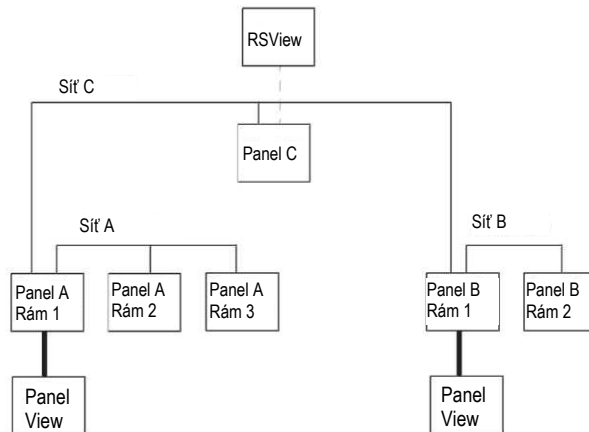 RSView
Síť C
Panel C
Síť A
Síť B
Panel A
Rám 1
Panel A
Rám 2
Panel A
Rám 3
Panel B
Rám 1
Panel B
Rám 2
Panel
View
Panel
View